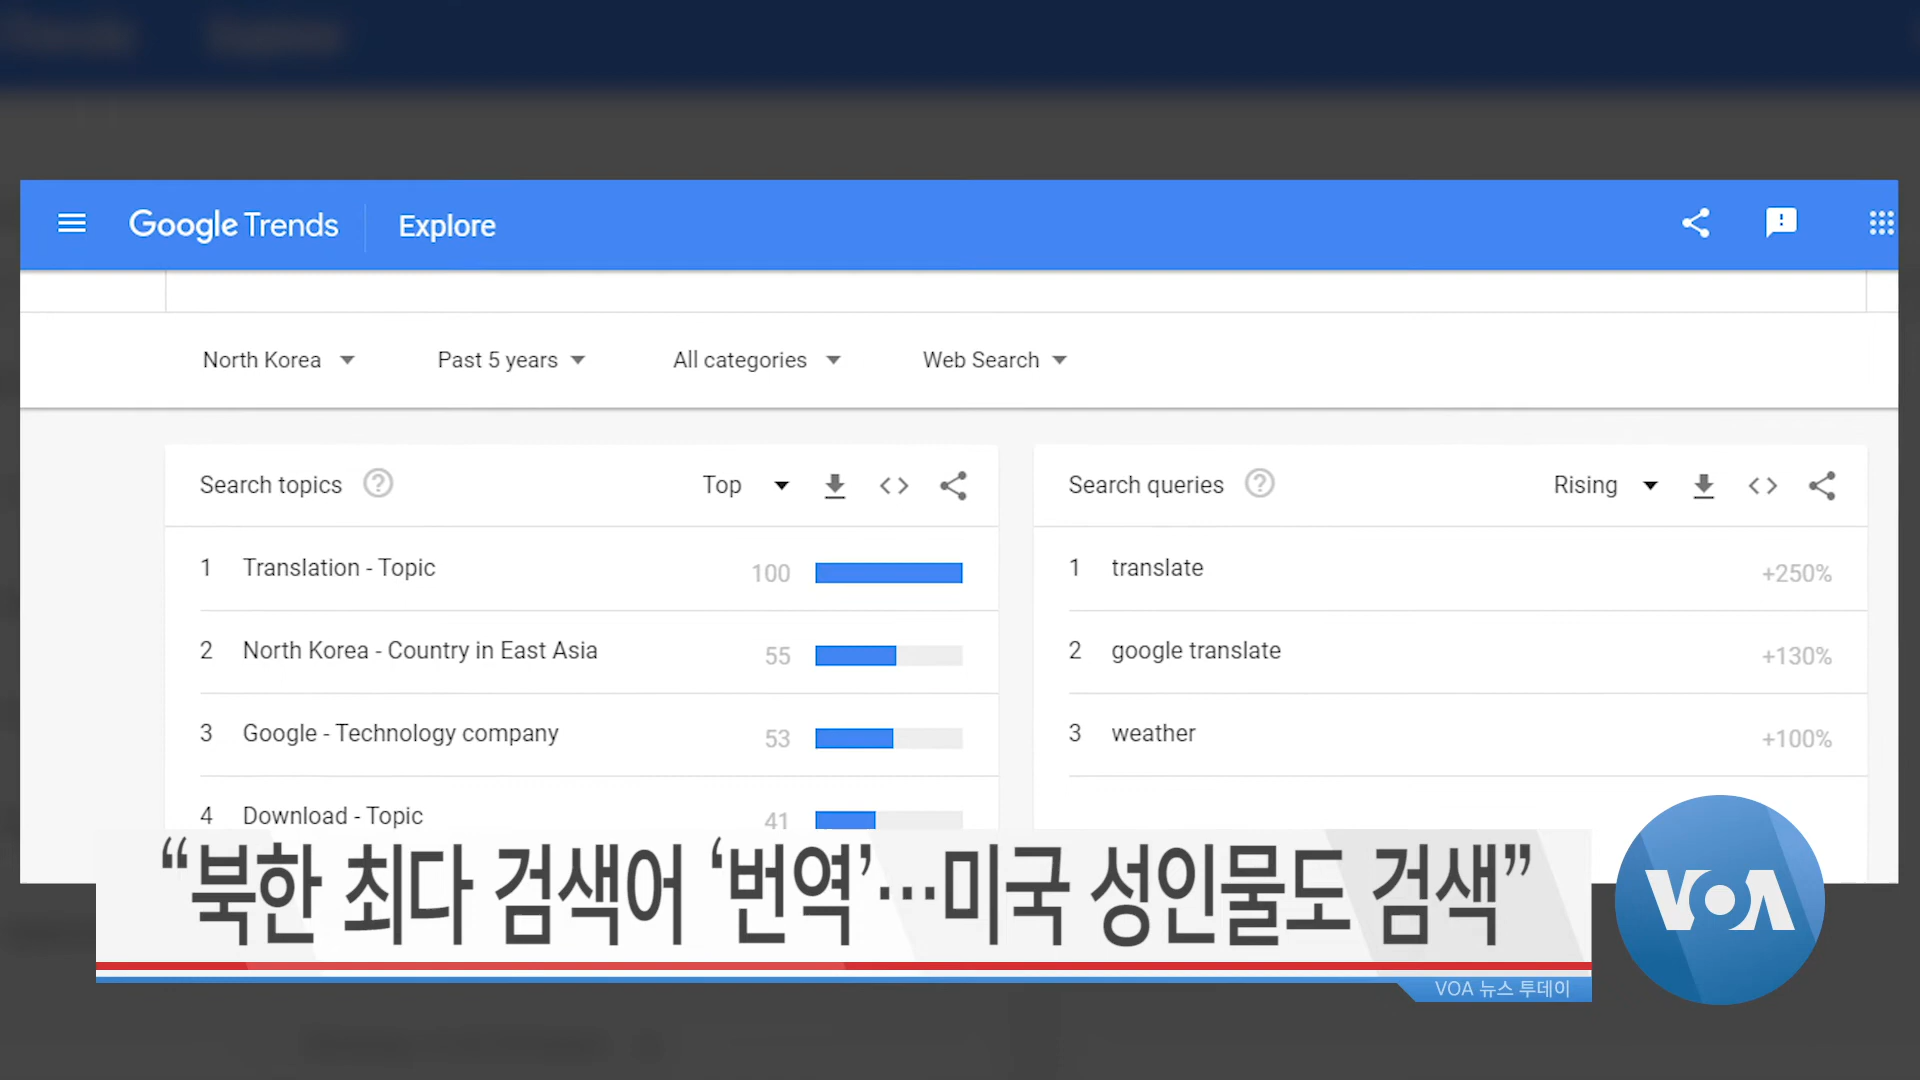 Google Trends Explore
North Korea Past 5 years All categories Web Search
Search topics ? Top
1 Translation - Topic 100
2 North Korea - Country in East Asia 55
3 Google - Technology company 53
4 Download - Topic 41
Search queries ? Rising
1 translate +250%
2 google translate +130%
3 weather +100%
“북한 최다 검색어 ‘번역’…미국 성인물도 검색”
VOA 뉴스 투데이
VOA